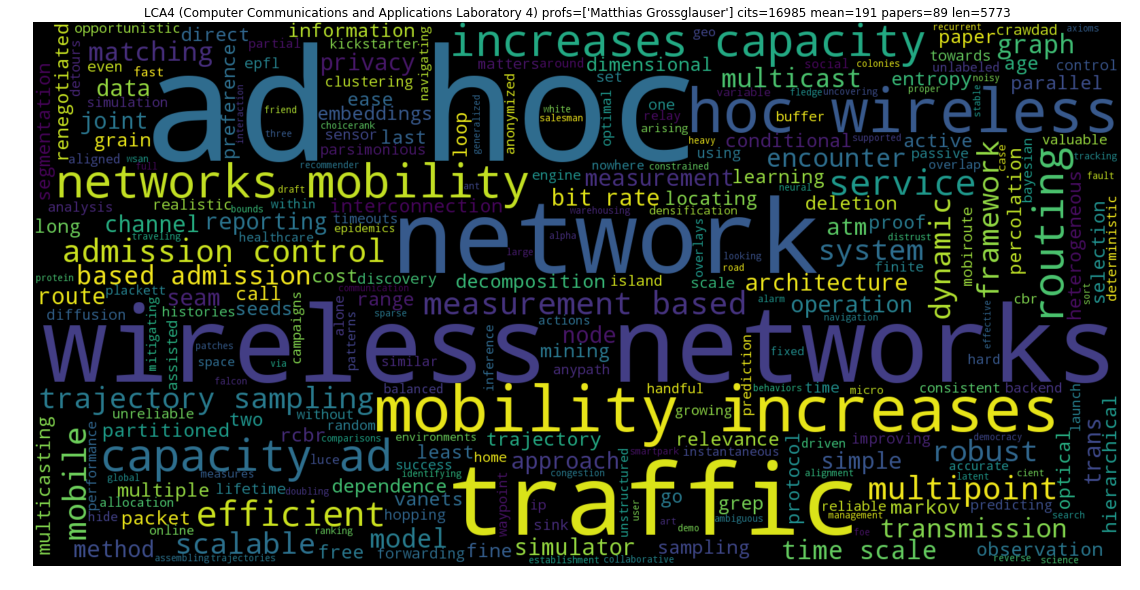 LCA4 (Computer Communications and Applications Laboratory 4) profs=['Matthias Grossglauser'] cits=16985 mean=191 papers=89 len=5773
opportunistic direct information increases capacity geo paper crawdad recurrent axioms
renegotiated matching kickstarter navigating matters around social colonies towards graph
segmentation detours even fast epfl privacy dimensional multicast entropy age control
data partial clustering set variable fledge uncovering unlabeled noisy parallel
simulation ad hoc hoc wireless
joint preference interaction ease embeddings anonymized generalized white salesman optimal one relay buffer proper stable
grain friend choicerank sensor last loop arising heavy conditional supported active case valuable
aligned wsan full three parsimonious nowhere constrained using encounter passive overlap bayesian tracking
networks mobility recommender engine measurement learning neural service framework percolation routing fault
realistic draft ant bit rate locating deletion
analysis bounds within interconnection warehousing densification atm proof dynamic heterogeneous selection deterministic
long channel reporting timeouts epidemics network alpha overlays distrust mobiroute
admission control healthcare looking system finite
traveling large road
protein based admission cost discovery decomposition island scale architecture cbr sort
route plackett seam call communication alarm navigation
diffusion histories seeds campaigns alone range measurement based operation effective
mitigating assisted patterns sparse actions node
patches space via similar inference mining fixed hard
falcon anypath prediction
wireless networks
trajectory sampling balanced handful behaviors time micro consistent backend launch hierarchical
unreliable without random mobility increases growing latent
multicasting mobile partitioned two rcbr comparisons environments trajectory relevance driven improving democracy trans
performance global luce least identifying smartpark instantaneous accurate
capacity ad measures success home approach unstructured protocol alignment simple robust optical cient
multiple lifetime doubling dependence waypoint congestion traffic go grep predicting
hide allocation vanets ip user reliable markov multipoint search
packet efficient hopping sink art demo ambiguous management
online ranking foe transmission
method scalable free model fine simulator sampling time scale observation
assembling trajectories forwarding establishment collaborative reverse science